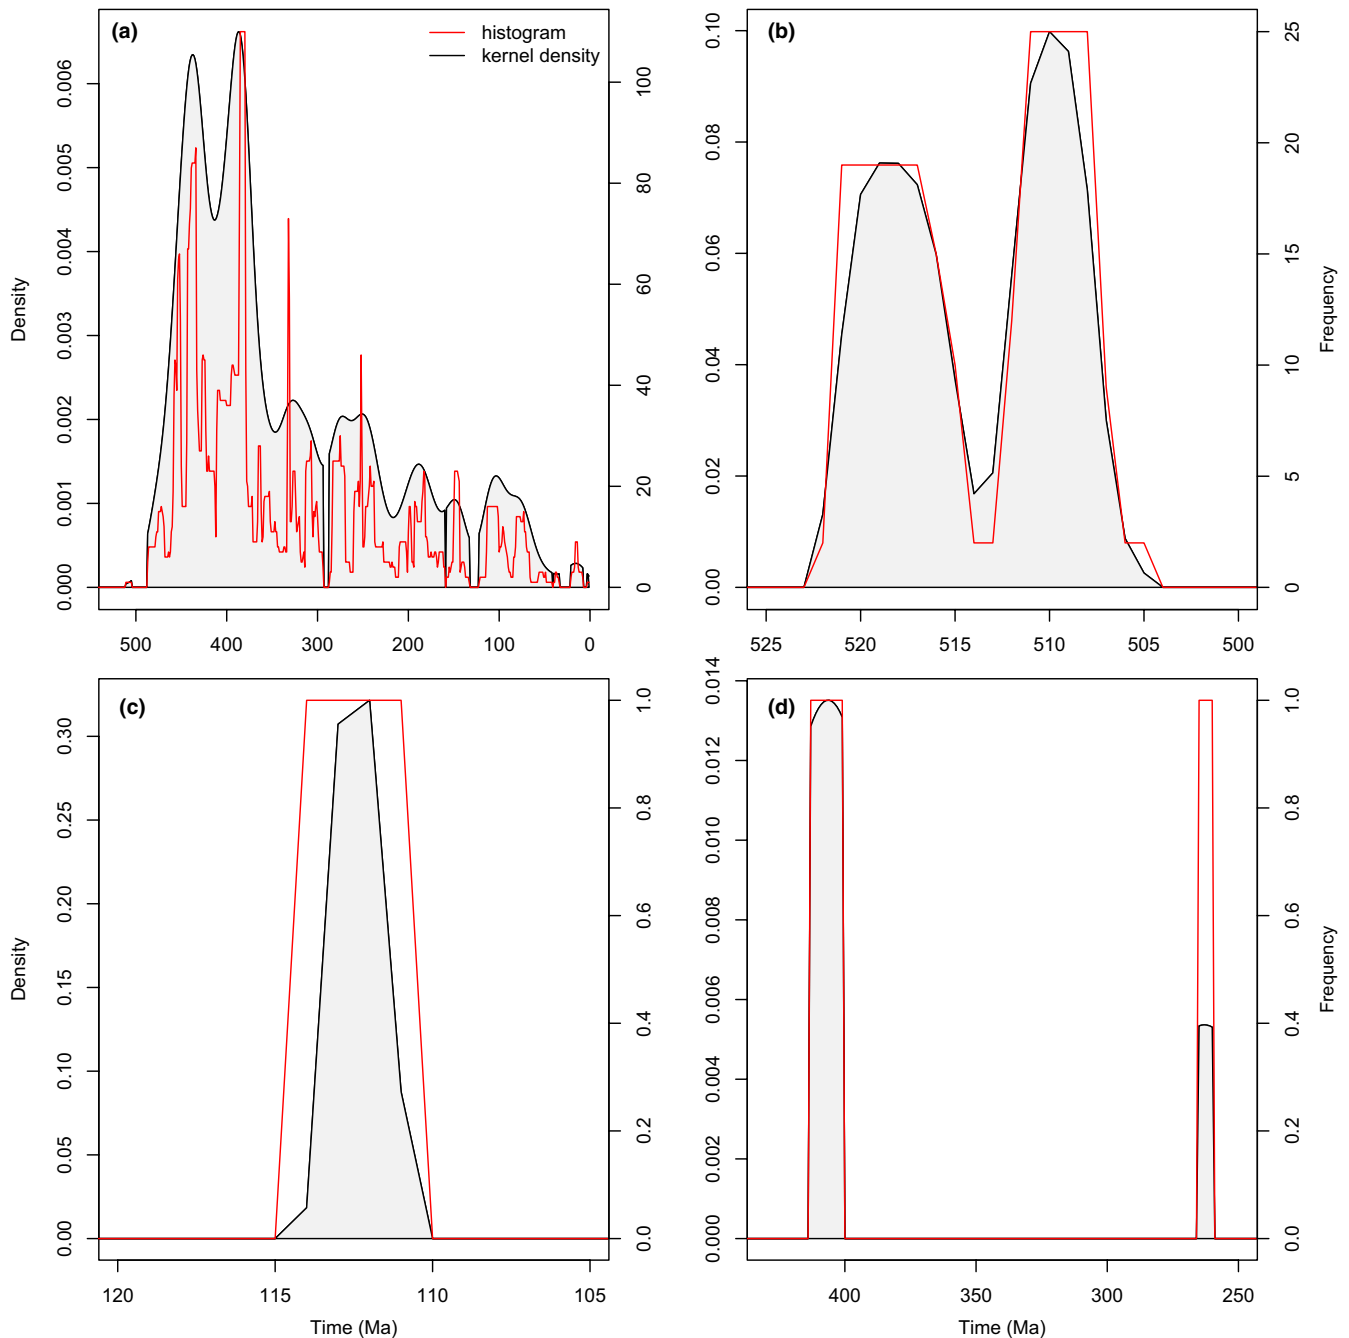 (a)
histogram
kernel density
Density
0.000 0.001 0.002 0.003 0.004 0.005 0.006
0 20 40 60 80 100
500 400 300 200 100 0
(b)
0.00 0.02 0.04 0.06 0.08 0.10
0 5 10 15 20 25
Frequency
525 520 515 510 505 500
(c)
Density
0.00 0.05 0.10 0.15 0.20 0.25 0.30
0.0 0.2 0.4 0.6 0.8 1.0
120 115 110 105
Time (Ma)
(d)
0.000 0.002 0.004 0.006 0.008 0.010 0.012 0.014
0.0 0.2 0.4 0.6 0.8 1.0
Frequency
400 350 300 250
Time (Ma)